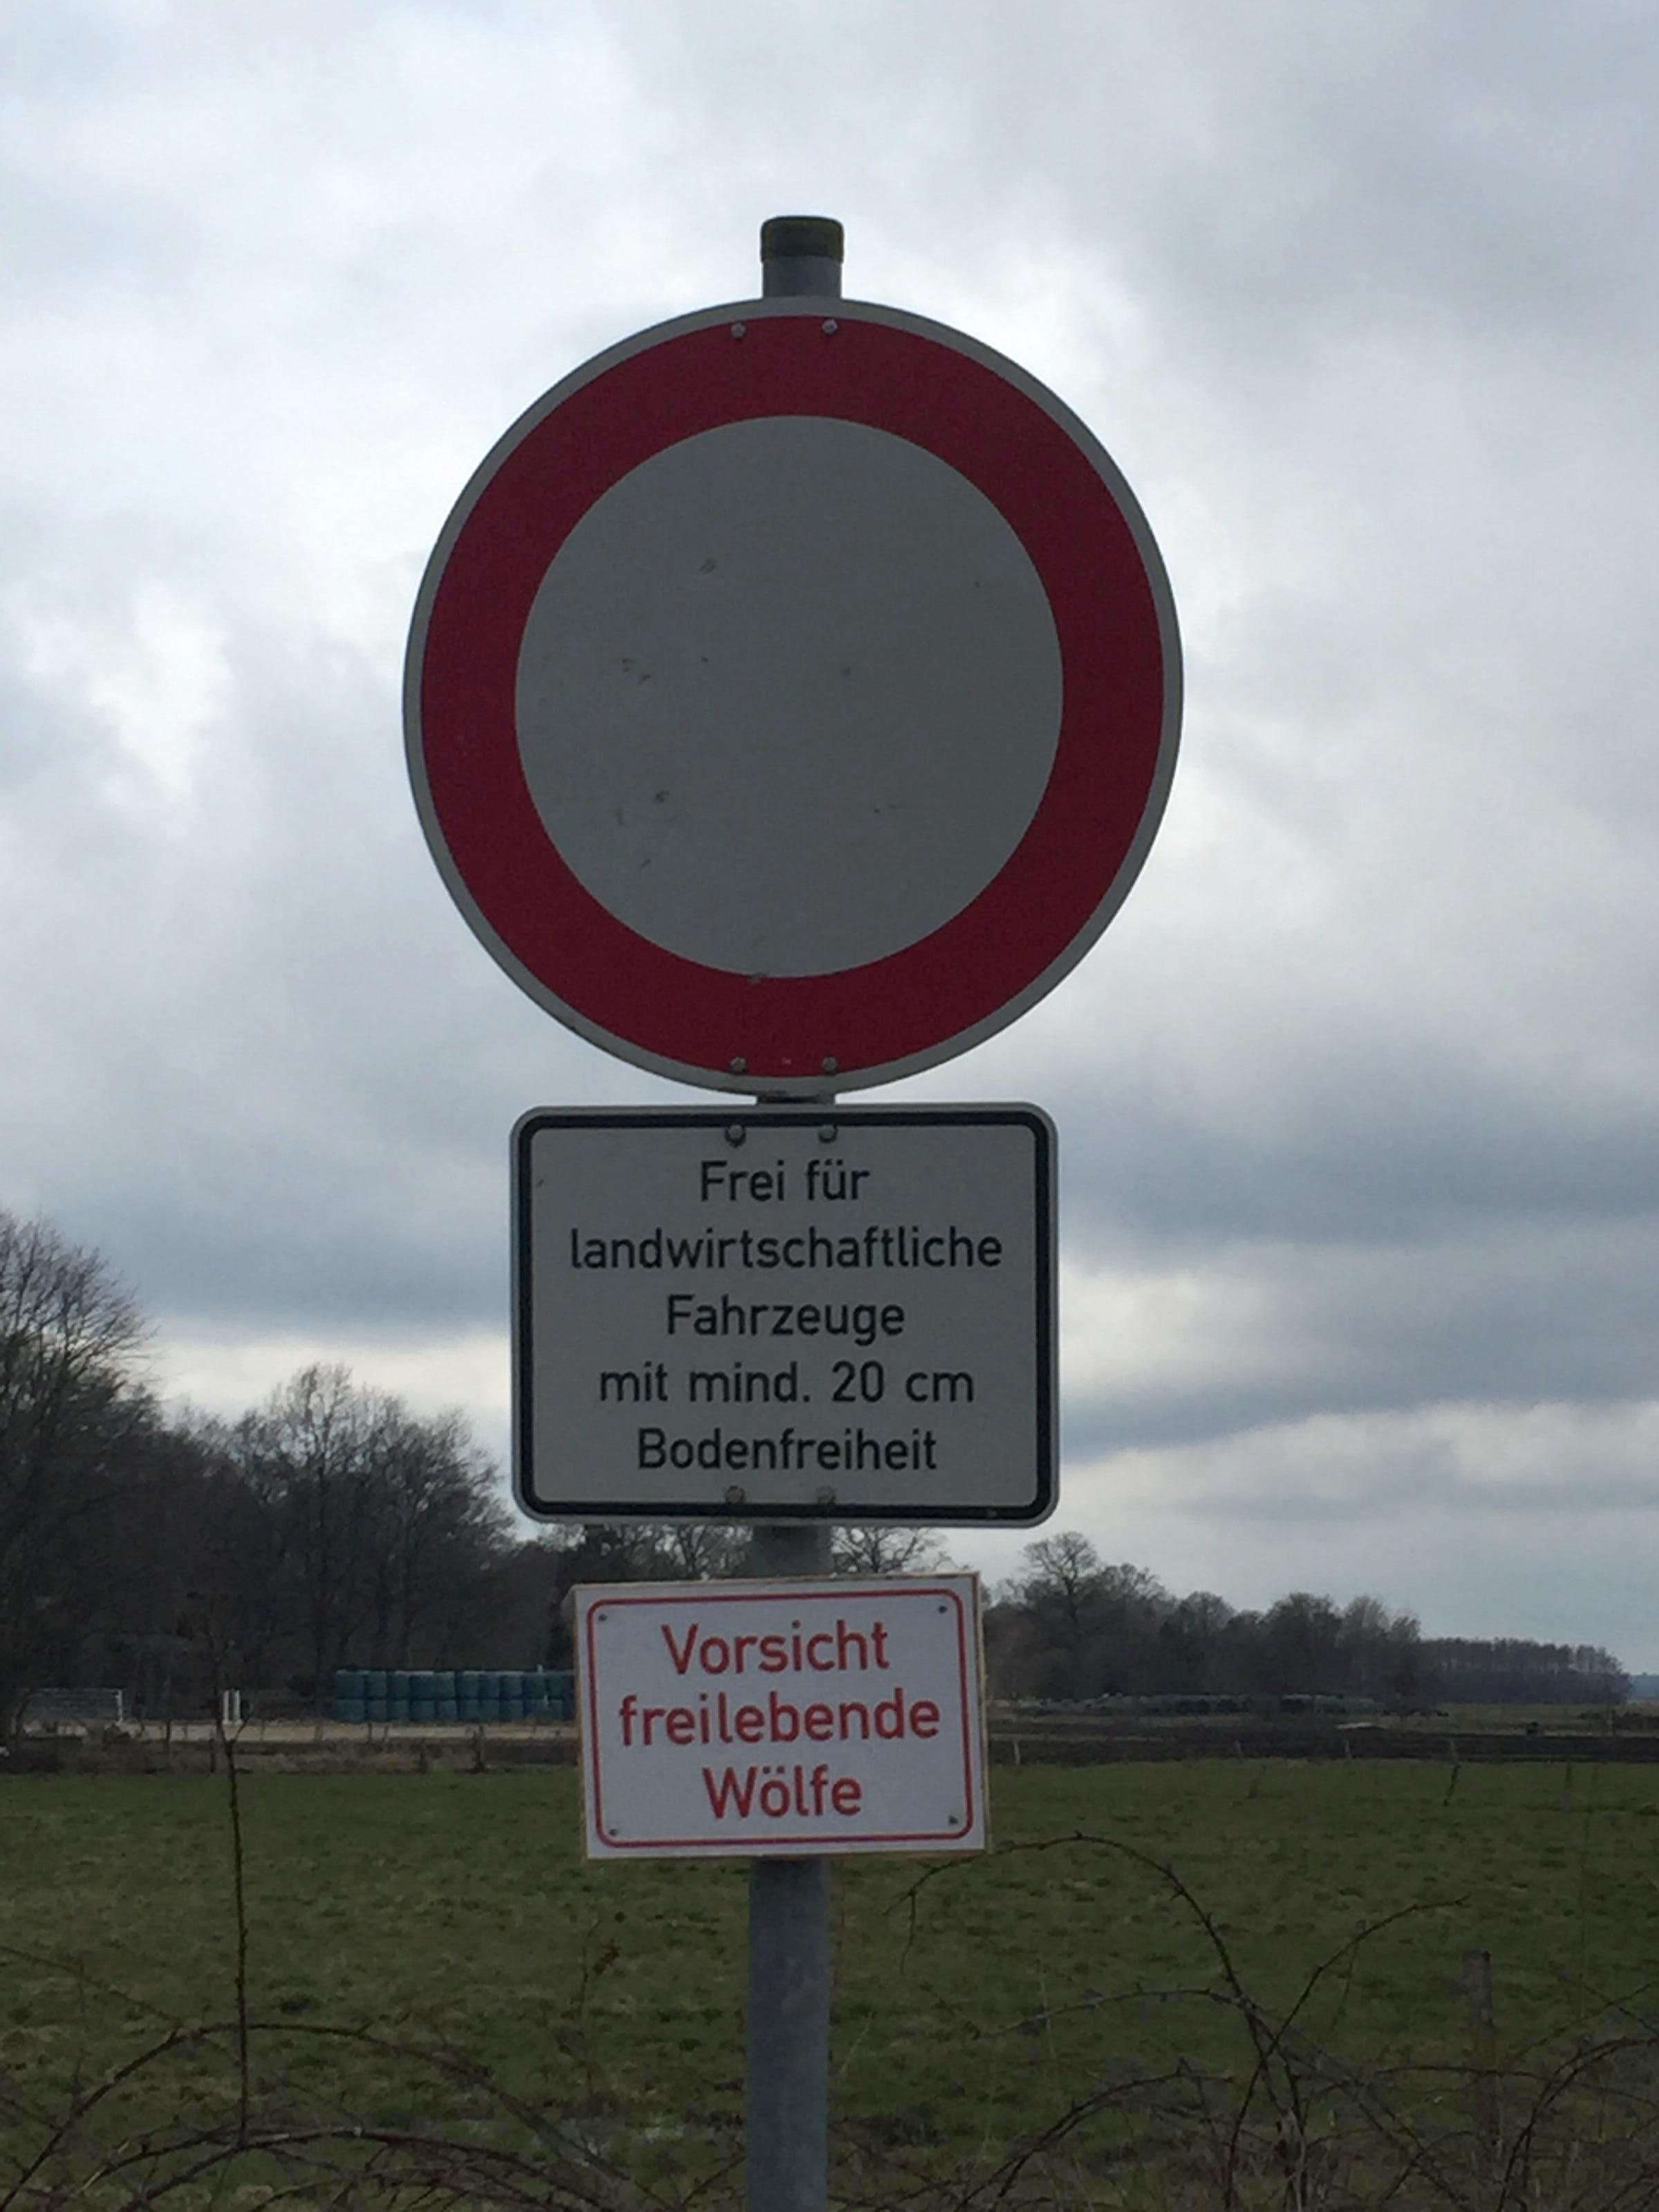 Frei für
landwirtschaftliche
Fahrzeuge
mit mind. 20 cm
Bodenfreiheit
Vorsicht
freilebende
Wölfe